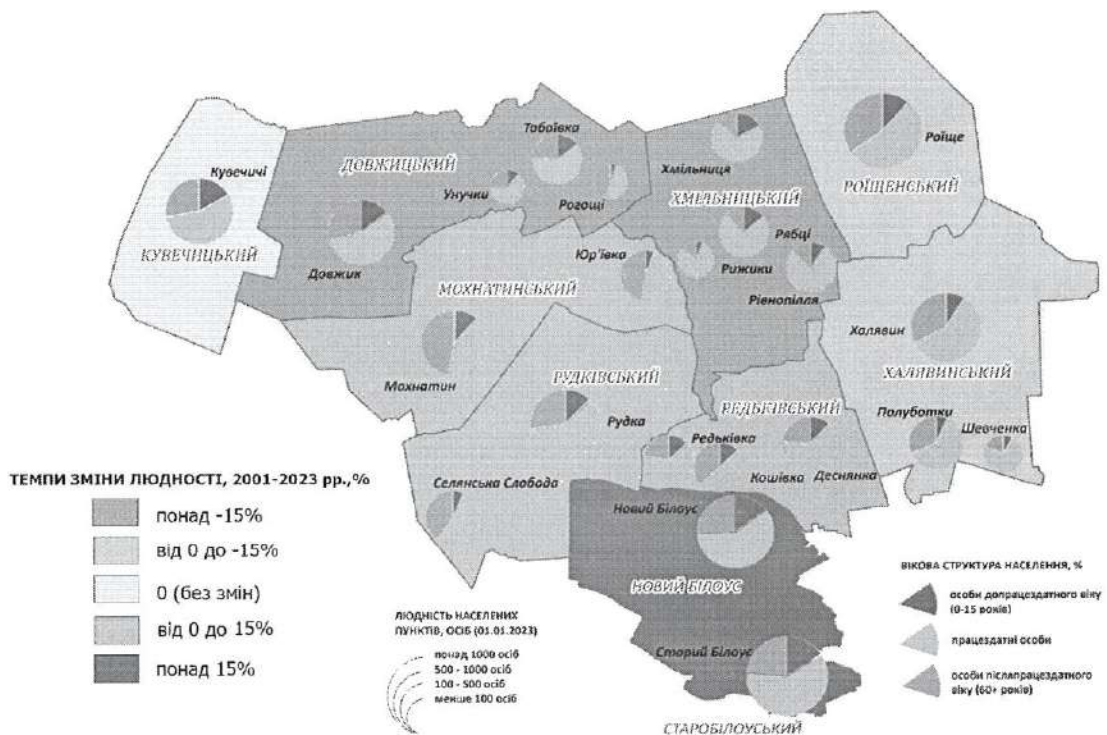 Табаївка
Хмільниця
Роїще
Кувечичі
ДОВЖИЦЬКИЙ
Унучки
Рогощі
ХМЕЛЬНИЦЬКИЙ
РОЇЩЕНСЬКИЙ
КУВЕЧИЦЬКИЙ
Довжик
Юр'ївка
МОХНАТИНСЬКИЙ
Рябці
Рижики
Рівнопілля
Халявин
ХАЛЯВИНСЬКИЙ
Мохнатин
РУДКІВСЬКИЙ
Рудка
РЕДЬКІВСЬКИЙ
Редьківка
Кошівка
Деснянка
Полуботки
Шевченка
Селянська Слобода
Новий Білоус
НОВИЙ БІЛОУС
Старий Білоус
СТАРОБІЛОУСЬКИЙ
ТЕМПИ ЗМІНИ ЛЮДНОСТІ, 2001-2023 рр.,%
понад -15%
від 0 до -15%
0 (без змін)
від 0 до 15%
понад 15%
ЛЮДНІСТЬ НАСЕЛЕНИХ
ПУНКТІВ, ОСІБ (01.01.2023)
понад 1000 осіб
500 - 1000 осіб
100 - 500 осіб
менше 100 осіб
ВІКОВА СТРУКТУРА НАСЕЛЕННЯ, %
особи допрацездатного віку
(0-15 років)
працездатні особи
особи післяпрацездатного
віку (60+ років)